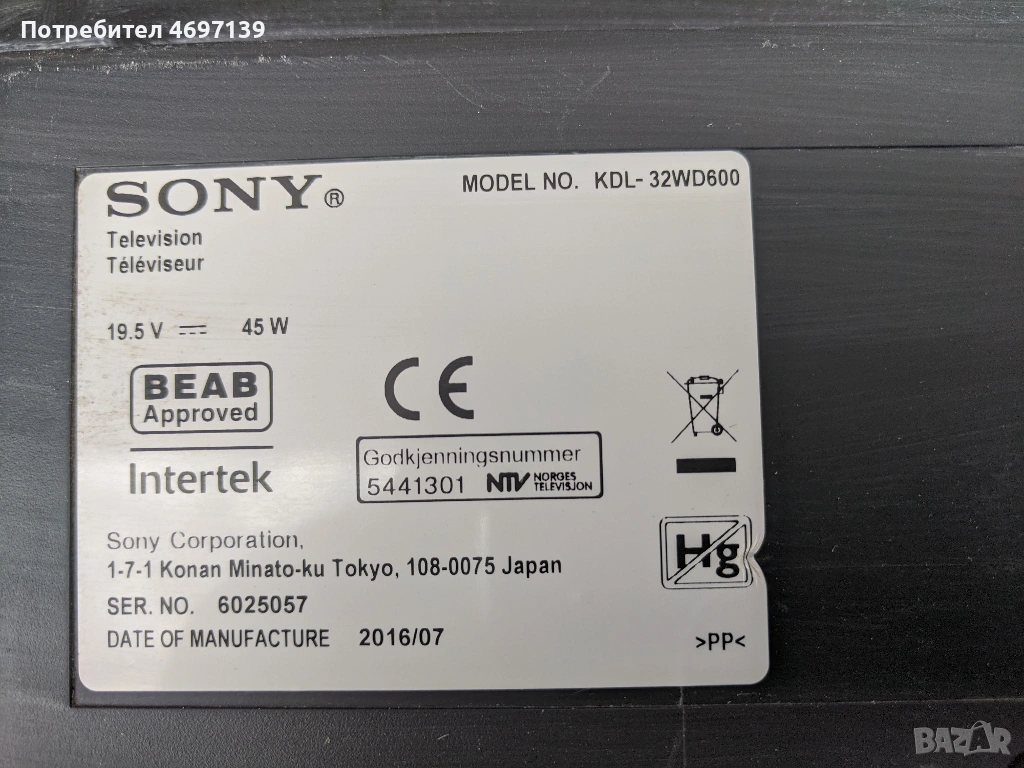 Потребител 4697139
SONY®
MODEL NO. KDL-32WD600
Television
Téléviseur
19.5 V 45 W
BEAB
Approved
Intertek
CE
Godkjenningsnummer
5441301 NTV NORGES TELEVISJON
Hg
Sony Corporation,
1-7-1 Konan Minato-ku Tokyo, 108-0075 Japan
SER. NO. 6025057
DATE OF MANUFACTURE 2016/07
>PP<
BAZAR